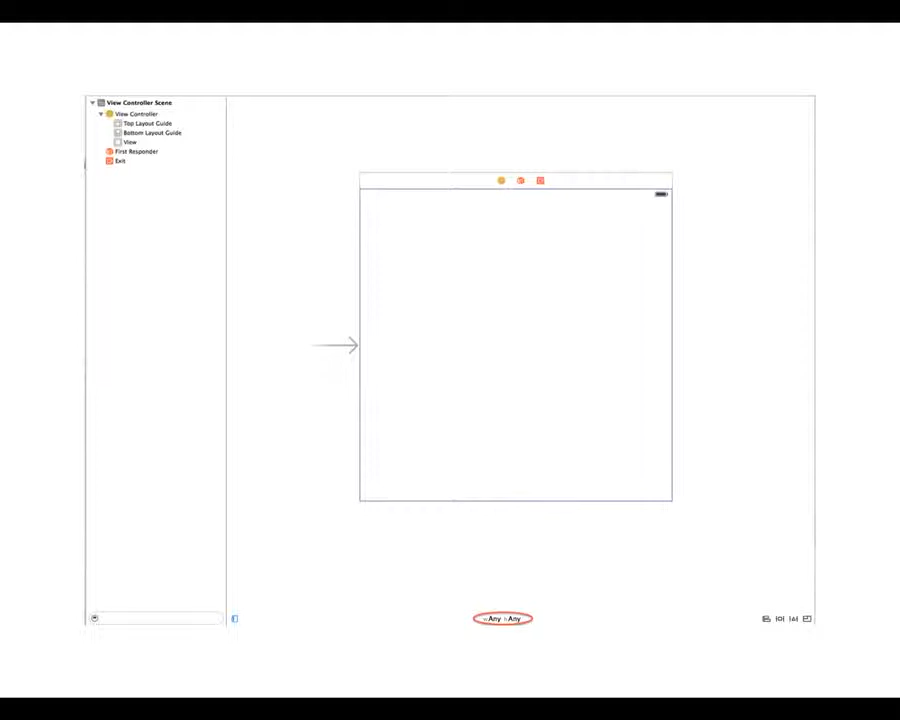 View Controller Scene
View Controller
Top Layout Guide
Bottom Layout Guide
View
First Responder
Exit
wAny hAny